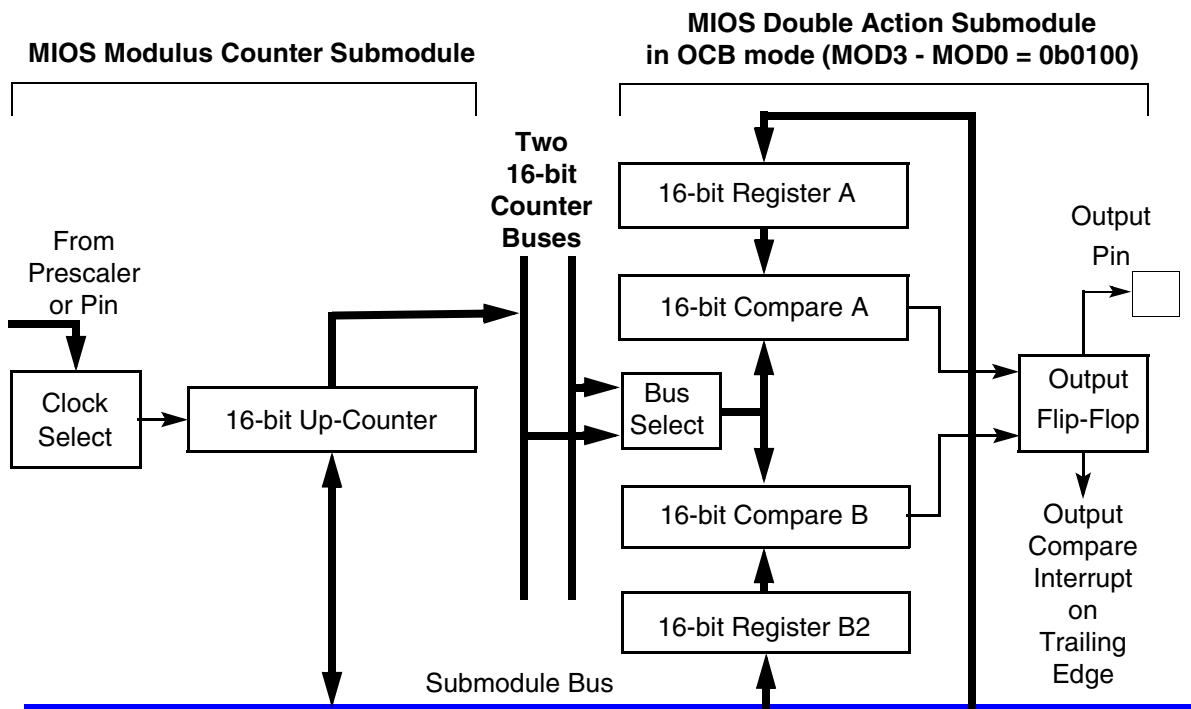 MIOS Modulus Counter Submodule
MIOS Double Action Submodule
in OCB mode (MOD3 - MOD0 = 0b0100)
Two
16-bit
Counter
Buses
From
Prescaler
or Pin
Clock
Select
16-bit Up-Counter
Bus
Select
16-bit Register A
16-bit Compare A
16-bit Compare B
16-bit Register B2
Output
Pin
Output
Flip-Flop
Output
Compare
Interrupt
on
Trailing
Edge
Submodule Bus